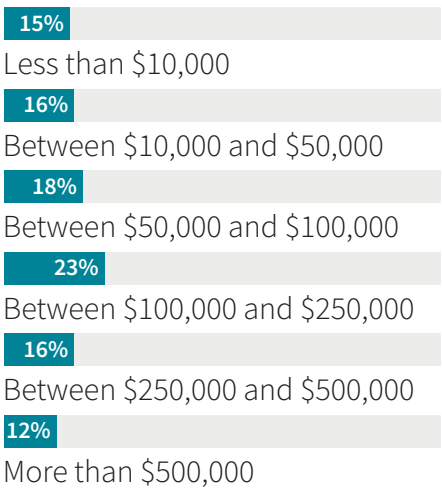 15%
Less than $10,000
16%
Between $10,000 and $50,000
18%
Between $50,000 and $100,000
23%
Between $100,000 and $250,000
16%
Between $250,000 and $500,000
12%
More than $500,000